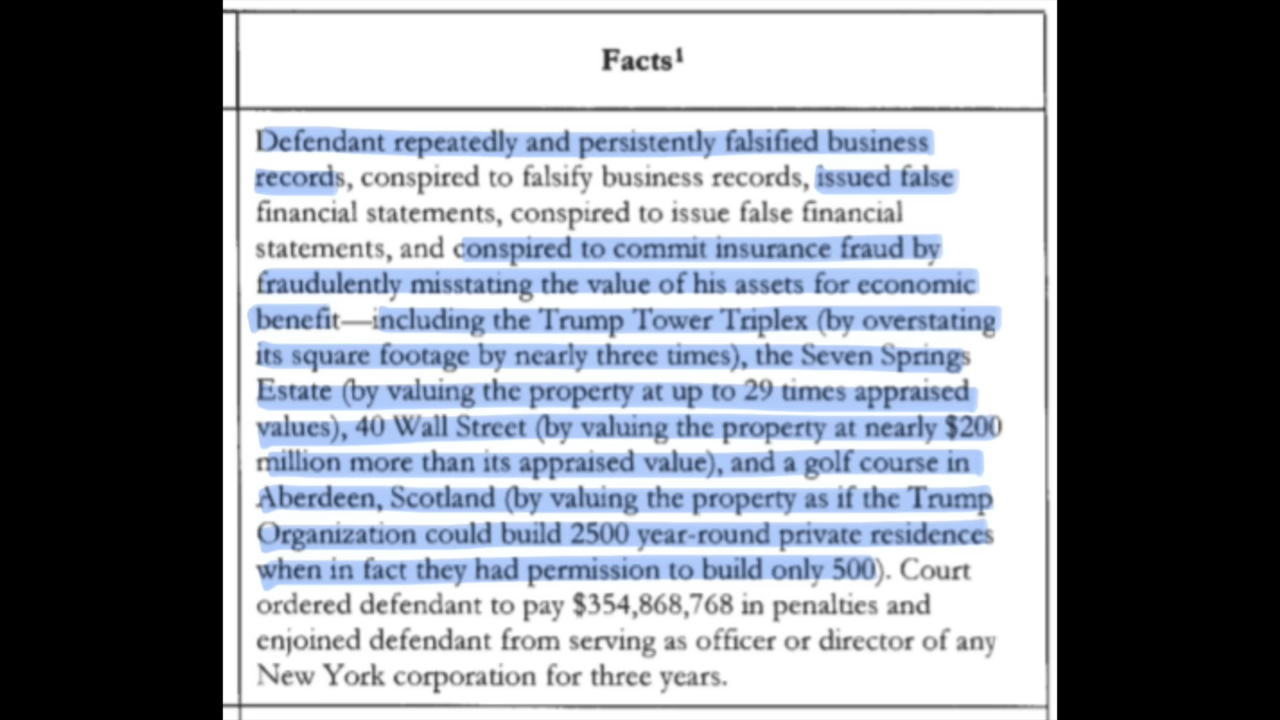 Facts¹
Defendant repeatedly and persistently falsified business
records, conspired to falsify business records, issued false
financial statements, conspired to issue false financial
statements, and conspired to commit insurance fraud by
fraudulently misstating the value of his assets for economic
benefit—including the Trump Tower Triplex (by overstating
its square footage by nearly three times), the Seven Springs
Estate (by valuing the property at up to 29 times appraised
values), 40 Wall Street (by valuing the property at nearly $200
million more than its appraised value), and a golf course in
Aberdeen, Scotland (by valuing the property as if the Trump
Organization could build 2500 year-round private residences
when in fact they had permission to build only 500). Court
ordered defendant to pay $354,868,768 in penalties and
enjoined defendant from serving as officer or director of any
New York corporation for three years.